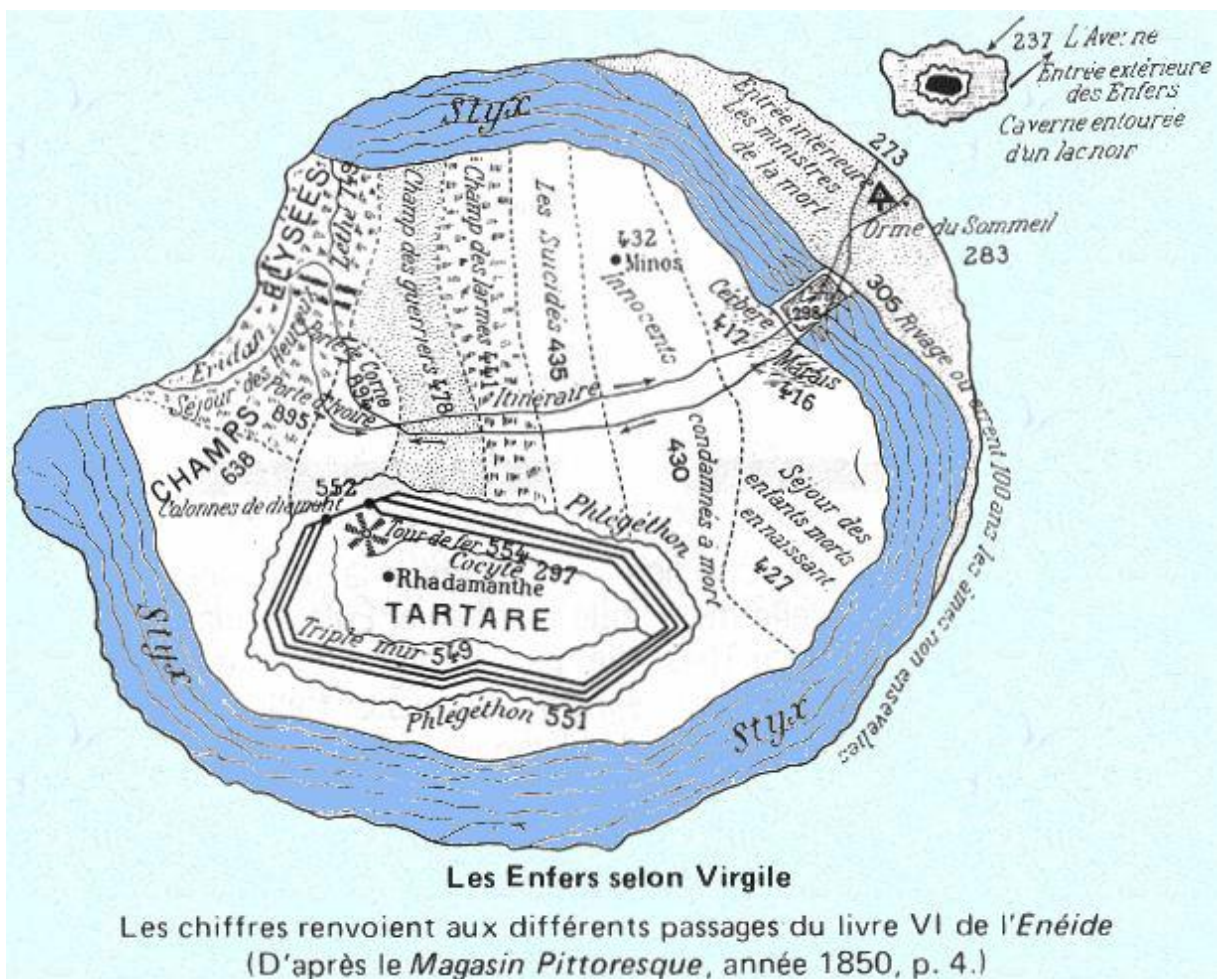 237 L'Averne
Entrée extérieure
des Enfers
Caverne entourée
d'un lac noir
Styx
Entrée intérieure
Les ministres
de la mort
273
Orme du Sommeil
283
305 Rivage où errent 100 ans les âmes non ensevelies
298
Cerbère
417
Marais
416
432
Minos
Innocents
condamnés à mort
430
Les Suicidés 435
Champ des larmes 441
Champ des guerriers 478
Léthé
ELYSEES
CHAMPS
638
Eridan
Séjour des
Heureux
Porte de Corne
894
Porte d'Ivoire
895
Itinéraire
Séjour des
enfants morts
en naissant
427
552
Colonnes de diamant
Phlégéthon
Tour de fer 554
Cocyte 297
Rhadamanthe
TARTARE
Triple mur 549
Phlégéthon 551
Styx
Styx
Les Enfers selon Virgile
Les chiffres renvoient aux différents passages du livre VI de l'Enéide
(D'après le Magasin Pittoresque, année 1850, p. 4.)